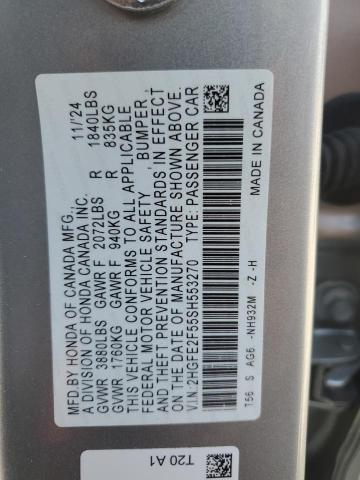 MFD.BY HONDA OF CANADA MFG., 11/'24
A DIVISION OF HONDA CANADA INC.
GVWR 3880LBS GAWR F 2072LBS R 1840LBS
GVWR 1760KG GAWR F 940KG R 835KG
THIS VEHICLE CONFORMS TO ALL APPLICABLE
FEDERAL MOTOR VEHICLE SAFETY, BUMPER,
AND THEFT PREVENTION STANDARDS IN EFFECT
ON THE DATE OF MANUFACTURE SHOWN ABOVE.
V.I.N:2HGFE2F55SH553270 TYPE: PASSENGER CAR
T56 S AG6 -NH932M -Z -H MADE IN CANADA
T20 A1